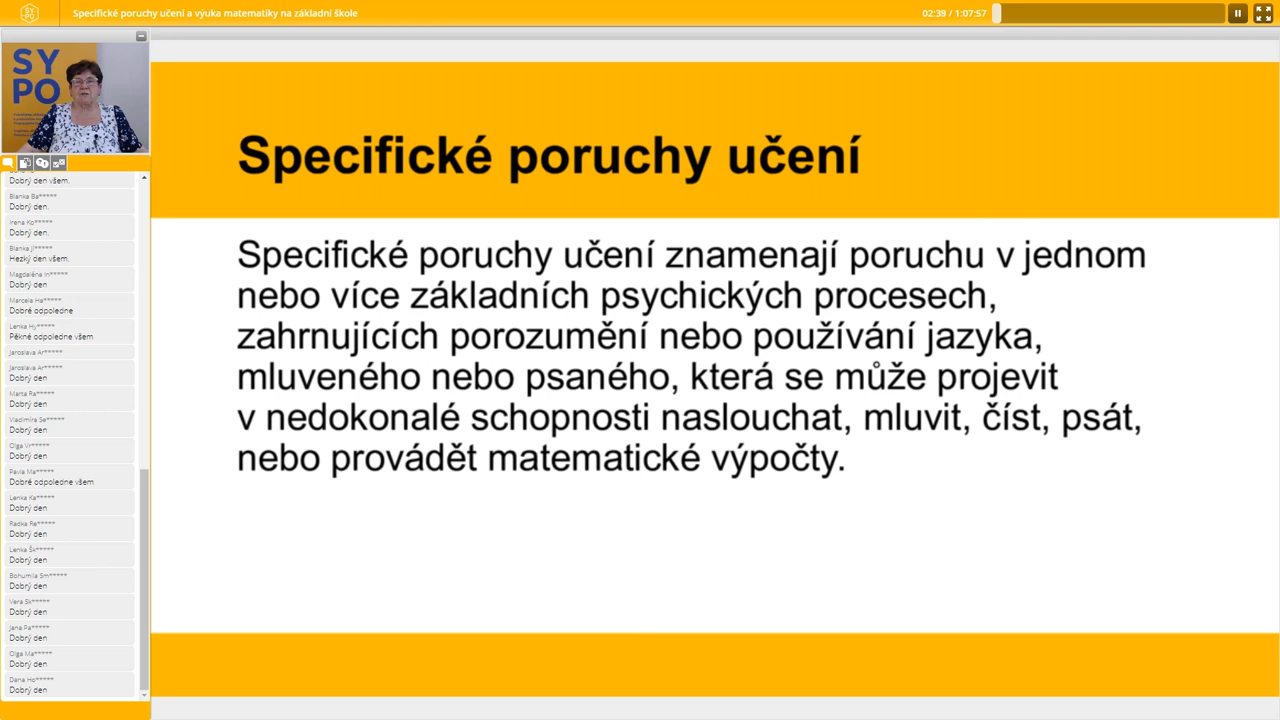 Specifické poruchy učení a výuka matematiky na základní škole
02:39 / 1:07:57
SY
PO
Specifické poruchy učení
Specifické poruchy učení znamenají poruchu v jednom
nebo více základních psychických procesech,
zahrnujících porozumění nebo používání jazyka,
mluveného nebo psaného, která se může projevit
v nedokonalé schopnosti naslouchat, mluvit, číst, psát,
nebo provádět matematické výpočty.
Dobrý den všem.
Blanka Ba*****
Dobrý den.
Irena Ko*****
Dobrý den.
Blanka Jí*****
Hezký den všem.
Magdaléna In*****
Dobrý den
Marcela Ha*****
Dobré odpoledne
Lenka Hy*****
Pěkné odpoledne všem
Jaroslava Ar*****
Jaroslava Ar*****
Dobrý den
Marta Ra*****
Dobrý den
Vladimíra Se*****
Dobrý den
Olga Vr*****
Dobrý den
Pavla Ma*****
Dobré odpoledne všem
Lenka Ka*****
Dobrý den
Radka Re*****
Dobrý den
Lenka Šk*****
Dobrý den
Bohumila Sm*****
Dobrý den
Vera Sk*****
Dobrý den
Jana Pa*****
Dobrý den
Olga Ma*****
Dobrý den
Dana Ho*****
Dobrý den